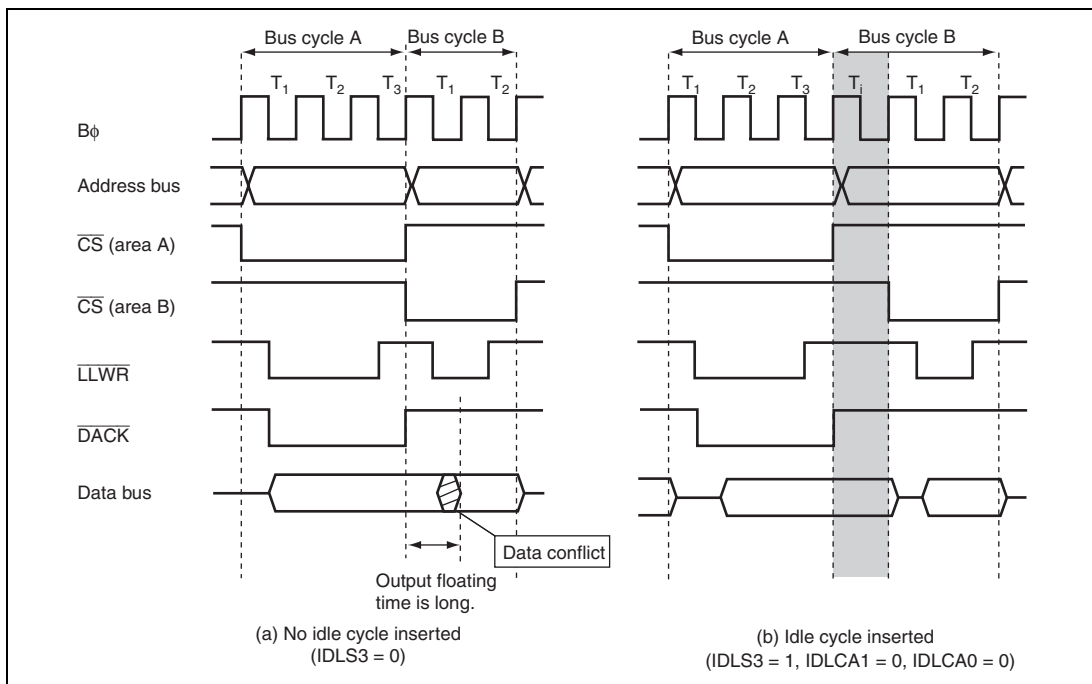 Bus cycle A Bus cycle B
T1 T2 T3 T1 T2
Bφ
Address bus
CS (area A)
CS (area B)
LLWR
DACK
Data bus
Data conflict
Output floating
time is long.
(a) No idle cycle inserted
(IDLS3 = 0)
Bus cycle A Bus cycle B
T1 T2 T3 Ti T1 T2
(b) Idle cycle inserted
(IDLS3 = 1, IDLCA1 = 0, IDLCA0 = 0)